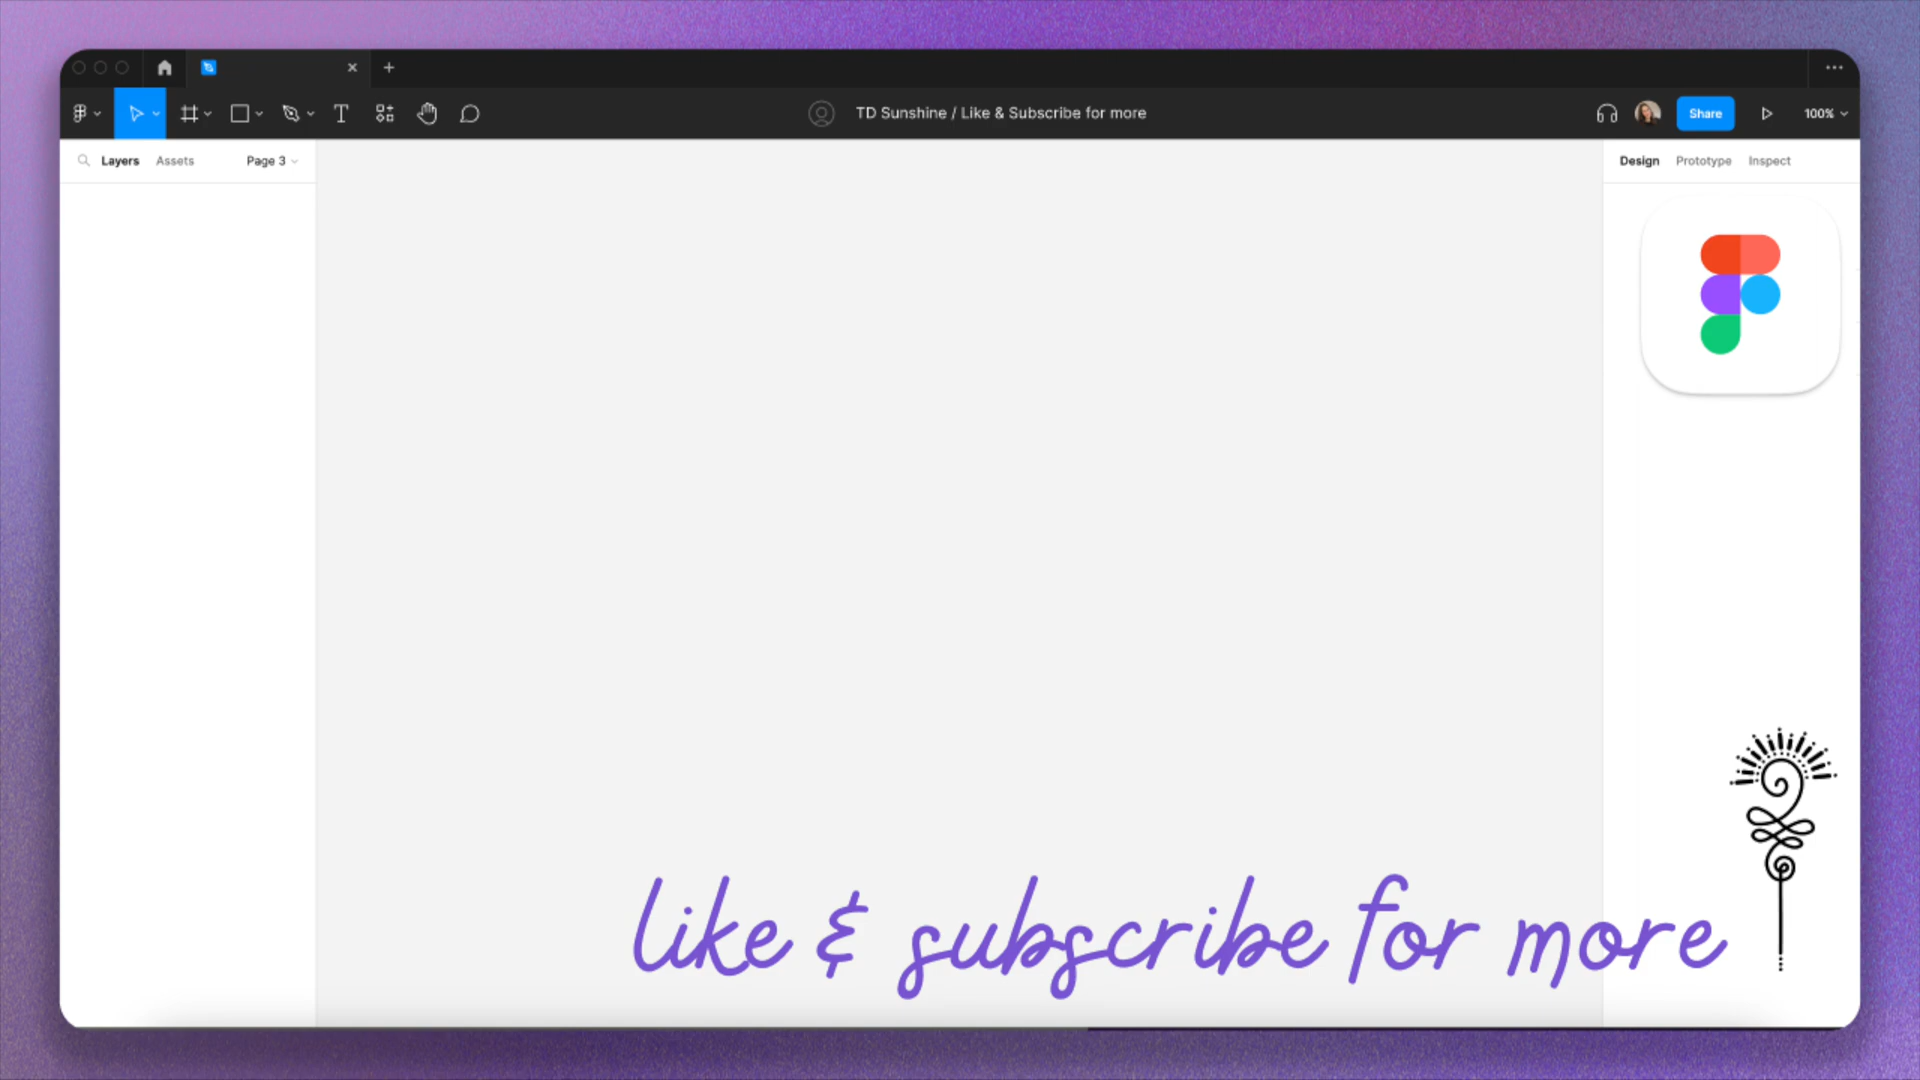 TD Sunshine / Like & Subscribe for more
Share
100%
Layers Assets Page 3
Design Prototype Inspect
like & subscribe for more